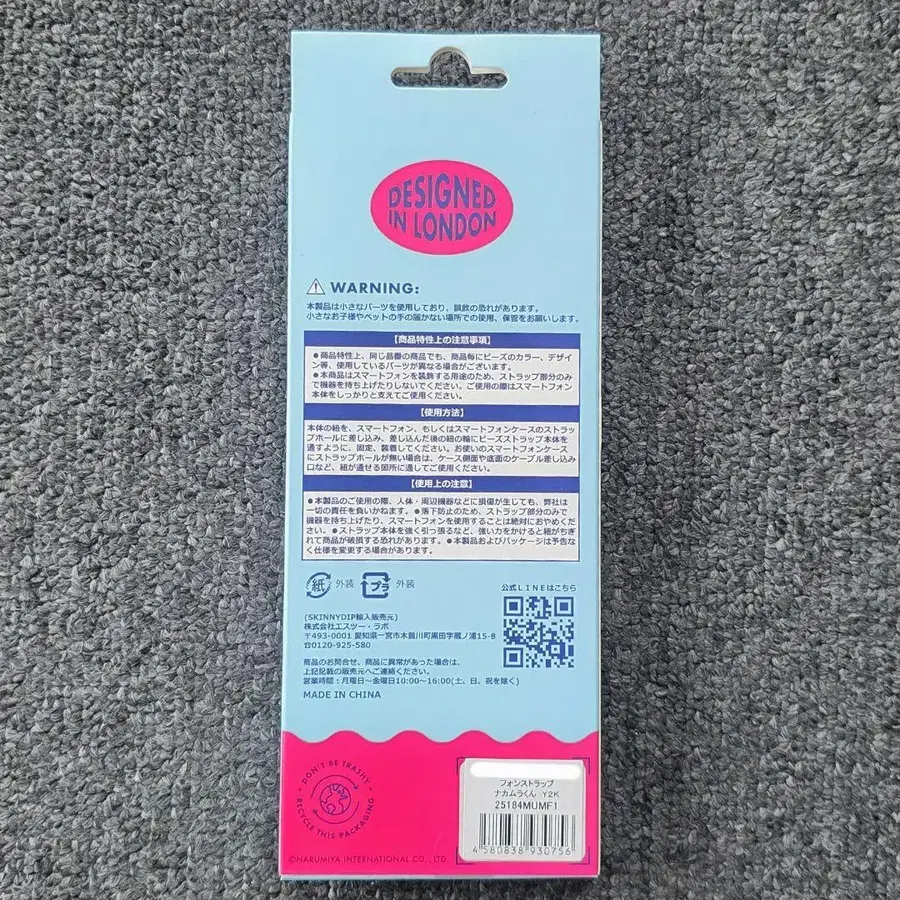 DESIGNED
IN LONDON
WARNING:
本製品は小さなパーツを使用しており、誤飲の恐れがあります。
小さなお子様やペットの手の届かない場所での使用、保管をお願いします。
【商品特性上の注意事項】
●商品特性上、同じ品番の商品でも、商品毎にビーズのカラー、デザイ
ン等、使用しているパーツが異なる場合がございます。
●本商品はスマートフォンを装飾する用途のため、ストラップ部分のみ
で機器を持ち上げたりしないでください。ご使用の際はスマートフォン
本体をしっかりと支えてご使用ください。
【使用方法】
本体の紐を、スマートフォン、もしくはスマートフォンケースのストラッ
プホールに差し込み、差し込んだ後の紐の輪にビーズストラップ本体を
通すように、固定、装着してください。お使いのスマートフォンケース
にストラップホールが無い場合は、ケース側面や底面のケーブル差し込み
口など、紐が通せる箇所に通してご使用ください。
【使用上の注意】
●本製品のご使用の際、人体・周辺機器などに損傷が生じても、弊社は
一切の責任を負いかねます。●落下防止のため、ストラップ部分のみで
機器を持ち上げたり、スマートフォンを使用することは絶対におやめく
ださい。●ストラップ本体を強く引っ張るなど、強い力をかけると紐がちぎ
れて商品が破損する恐れがあります。●本製品およびパッケージは予告な
く仕様を変更する場合があります。
紙 外装 プラ 外装
公式LINEはこちら
(SKINNYDIP輸入販売元)
株式会社エスツー・ラボ
〒493-0001 愛知県一宮市木曽川町黒田字北ノ浦15-8
☎0120-925-580
商品のお問合せ、商品に異常があった場合は、
上記記載の販売元へご連絡ください。
営業時間：月曜日～金曜日10:00～16:00(土、日、祝を除く)
MADE IN CHINA
DON'T BE TRASHY
RECYCLE THIS PACKAGING
フォンストラップ
ナカムラくん Y2K
25184MUMF1
4 580838 930756
©NARUMIYA INTERNATIONAL CO., LTD.